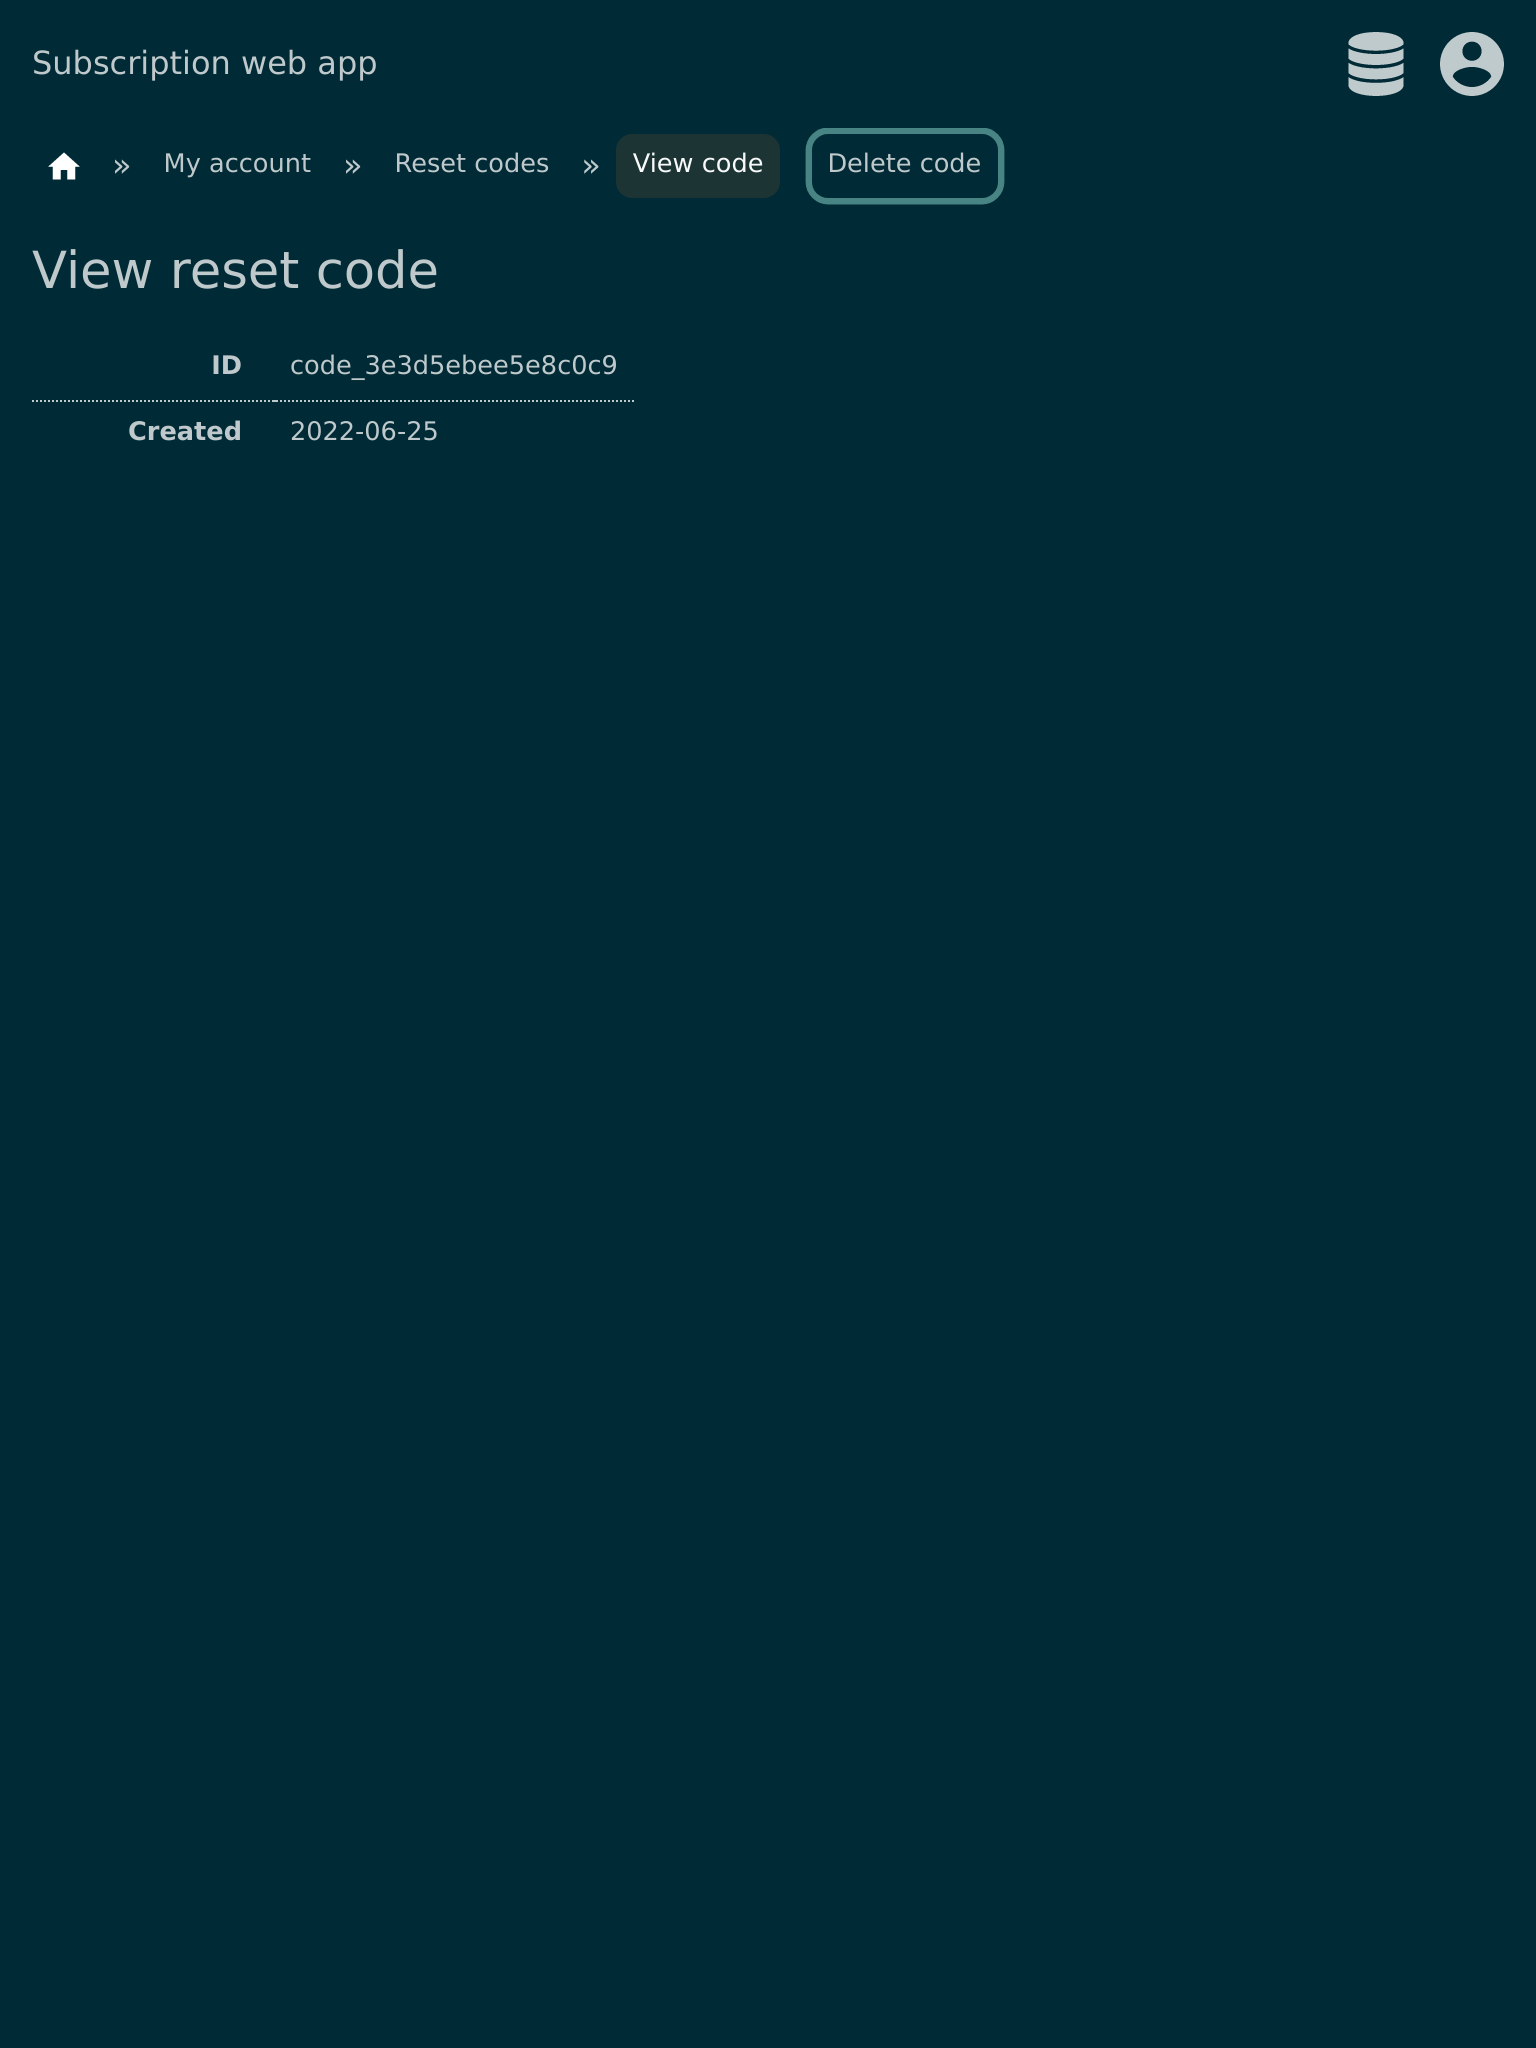 Subscription web app
» My account » Reset codes » View code Delete code
View reset code
ID code_3e3d5ebee5e8c0c9
Created 2022-06-25